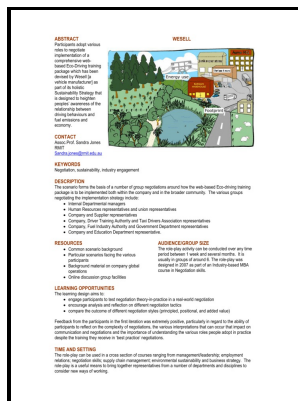 ABSTRACT
Participants adopt various
roles to negotiate
implementation of a
comprehensive web-
based Eco-Driving training
package which has been
devised by Wesell [a
vehicle manufacturer] as
part of its holistic
Sustainability Strategy that
is designed to heighten
peoples' awareness of the
relationship between
driving behaviours and
fuel emissions and
economy.
WESELL
Energy use
Footprint
CONTACT
Assoc.Prof. Sandra Jones
RMIT
Sandra.jones@rmit.edu.au
KEYWORDS
Negotiation, sustainability, industry engagement
DESCRIPTION
The scenario forms the basis of a number of group negotiations around how the web-based Eco-driving training
package is to be implemented both within the company and in the broader community. The various groups
negotiating the implementation strategy include:
• Internal Departmental managers
• Human Resources representatives and union representatives
• Company and Supplier representatives
• Company, Driver Training Authority and Taxi Drivers Association representatives
• Company, Fuel Industry Authority and Government Department representatives
• Company and Education Department representative.
RESOURCES
• Common scenario background
• Particular scenarios facing the various
participants
• Background material on company global
operations
• Online discussion group facilities
AUDIENCE/GROUP SIZE
The role-play activity can be conducted over any time
period between 1 week and several months. It is
usually in groups of around 6. The role-play was
designed in 2007 as part of an Industry-based MBA
course in Negotiation skills.
LEARNING OPPORTUNITIES
The learning design aims to:
• engage participants to test negotiation theory-in-practice in a real-world negotiation
• encourage analysis and reflection on different negotiation tactics
• compare the outcome of different negotiation styles (principled, positional, and added value)
Feedback from the participants in the first iteration was extremely positive, particularly in regard to the ability of
participants to reflect on the complexity of negotiations, the various interpretations that can occur that impact on
communication and negotiations and the importance of understanding the various roles people adopt in practice
despite the training they receive in 'best practice' negotiations.
TIME AND SETTING
The role-play can be used in a cross section of courses ranging from management/leadership; employment
relations; negotiation skills; supply chain management; environmental sustainability and business strategy. The
role play is a useful means to bring together representatives from a number of departments and disciplines to
consider new ways of working.